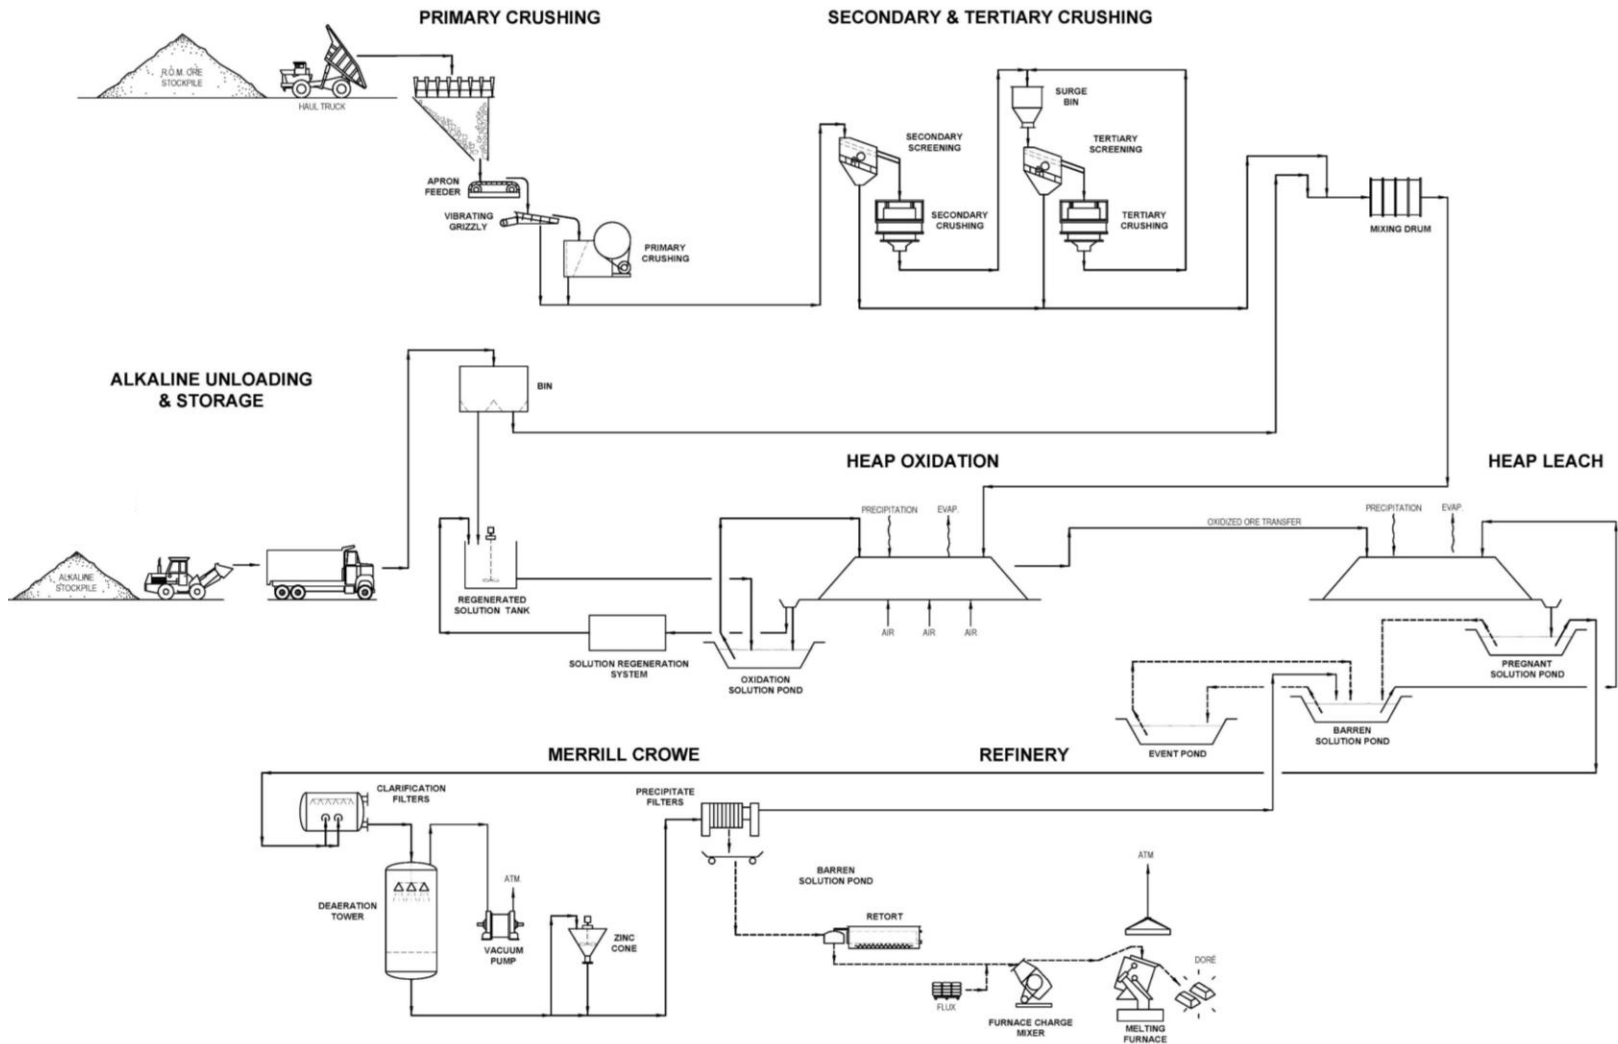 PRIMARY CRUSHING
SECONDARY & TERTIARY CRUSHING
R.O.M. ORE
STOCKPILE
HAUL TRUCK
APRON
FEEDER
VIBRATING
GRIZZLY
PRIMARY
CRUSHING
SURGE
BIN
SECONDARY
SCREENING
TERTIARY
SCREENING
SECONDARY
CRUSHING
TERTIARY
CRUSHING
MIXING DRUM
ALKALINE UNLOADING
& STORAGE
BIN
HEAP OXIDATION
HEAP LEACH
PRECIPITATION
EVAP.
OXIDIZED ORE TRANSFER
PRECIPITATION
EVAP.
ALKALINE
STOCKPILE
REGENERATED
SOLUTION TANK
AIR
AIR
AIR
SOLUTION REGENERATION
SYSTEM
OXIDATION
SOLUTION POND
PREGNANT
SOLUTION POND
EVENT POND
BARREN
SOLUTION POND
MERRILL CROWE
REFINERY
CLARIFICATION
FILTERS
PRECIPITATE
FILTERS
BARREN
SOLUTION POND
ATM
DEAERATION
TOWER
ATM.
VACUUM
PUMP
ZINC
CONE
RETORT
FLUX
FURNACE CHARGE
MIXER
MELTING
FURNACE
DORÉ